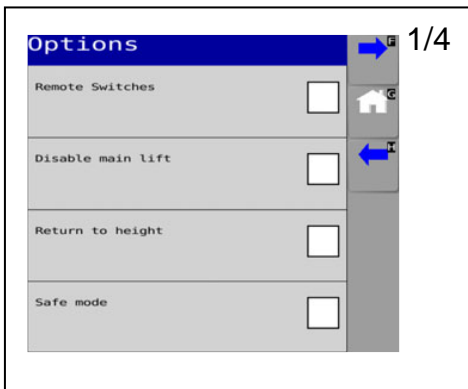 Options
F
1/4
Remote Switches
G
Disable main lift
I
Return to height
Safe mode